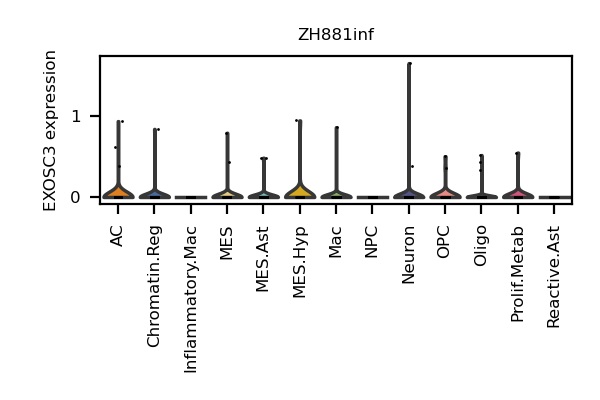 ZH881inf
EXOSC3 expression
1
0
AC
Chromatin.Reg
Inflammatory.Mac
MES
MES.Ast
MES.Hyp
Mac
NPC
Neuron
OPC
Oligo
Prolif.Metab
Reactive.Ast